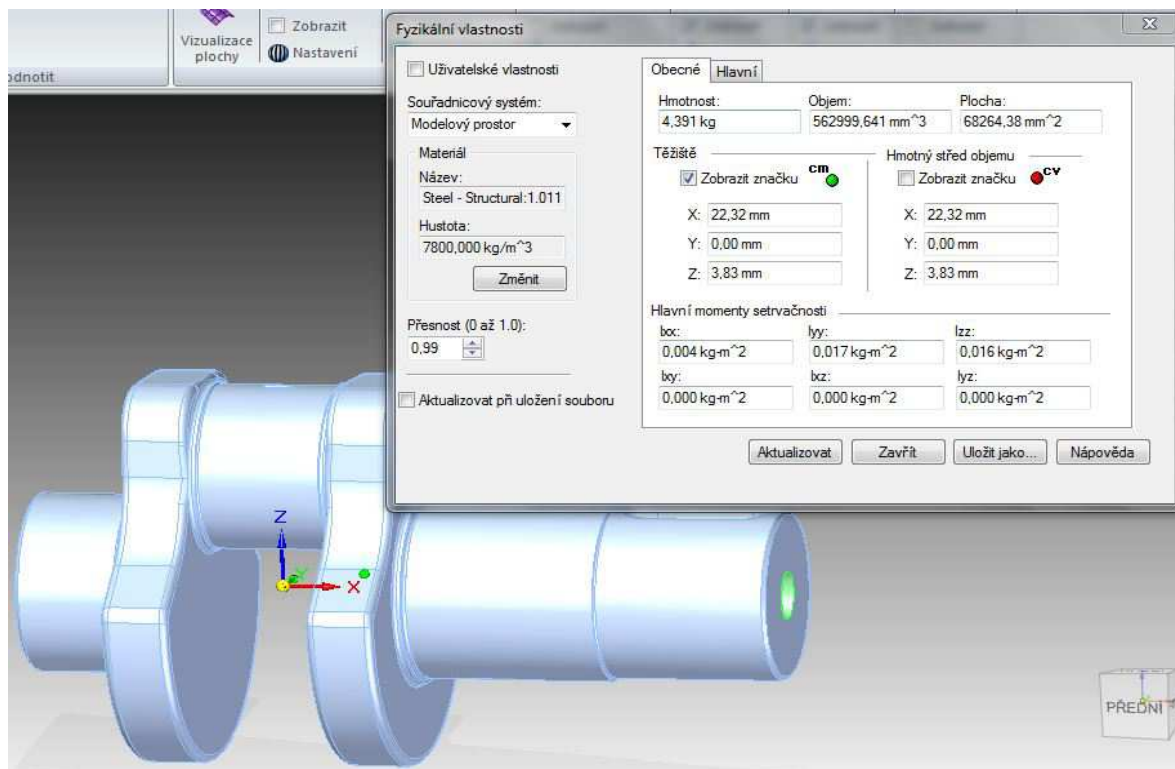 Vizualizace
plochy
Zobrazit
Nastavení
odnotit
Fyzikální vlastnosti
Uživatelské vlastnosti
Souřadnicový systém:
Modelový prostor
Materiál
Název:
Steel - Structural:1.011
Hustota:
7800,000 kg/m^3
Změnit
Přesnost (0 až 1.0):
0,99
Aktualizovat při uložení souboru
Obecné Hlavní
Hmotnost: Objem: Plocha:
4,391 kg 562999,641 mm^3 68264,38 mm^2
Těžiště Hmotný střed objemu
Zobrazit značku cm Zobrazit značku cv
X: 22,32 mm X: 22,32 mm
Y: 0,00 mm Y: 0,00 mm
Z: 3,83 mm Z: 3,83 mm
Hlavní momenty setrvačnosti
Ixx: Iyy: Izz:
0,004 kg-m^2 0,017 kg-m^2 0,016 kg-m^2
Ixy: Ixz: Iyz:
0,000 kg-m^2 0,000 kg-m^2 0,000 kg-m^2
Aktualizovat Zavřít Uložit jako... Nápověda
Z
Y X
PŘEDNÍ